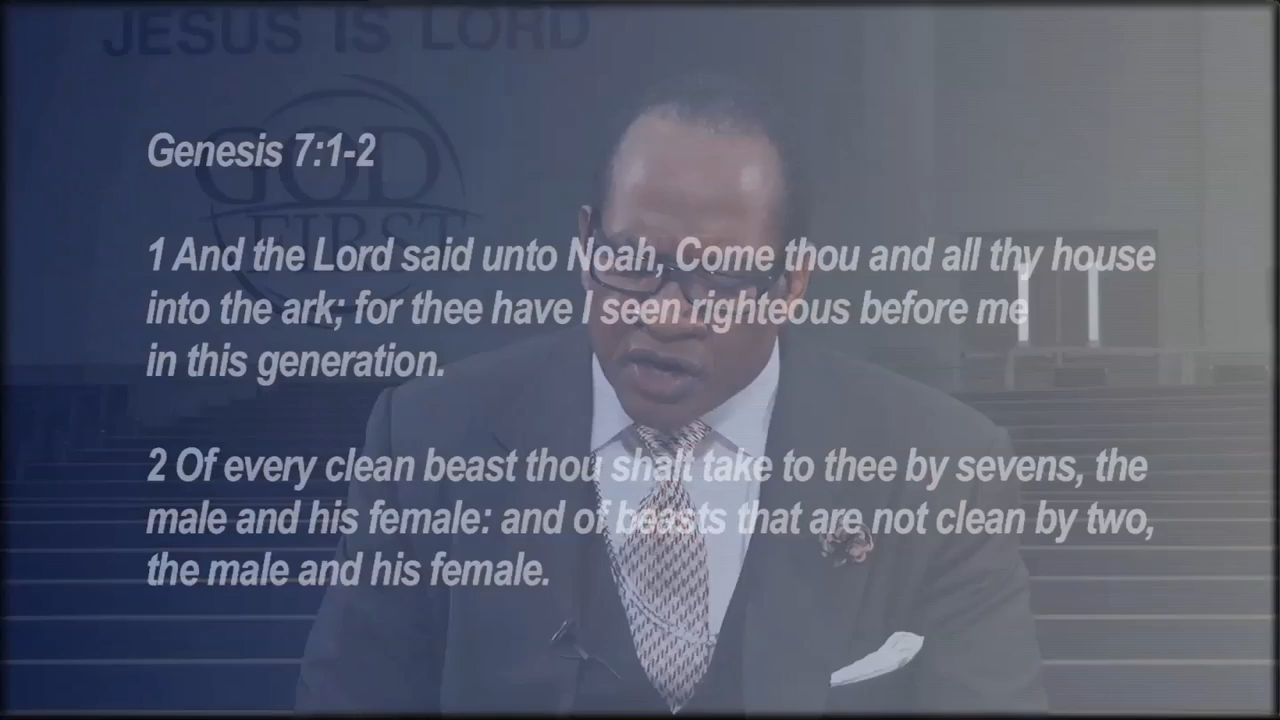 JESUS IS LORD
GOD
FIRST
Genesis 7:1-2
1 And the Lord said unto Noah, Come thou and all thy house
into the ark; for thee have I seen righteous before me
in this generation.
2 Of every clean beast thou shalt take to thee by sevens, the
male and his female: and of beasts that are not clean by two,
the male and his female.